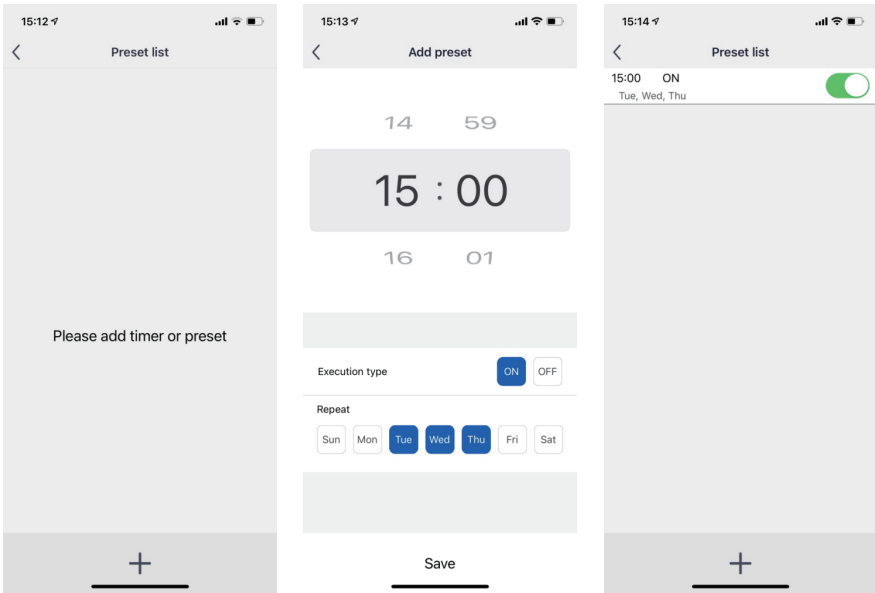 15:12
Preset list
Please add timer or preset
15:13
Add preset
14 59
15 : 00
16 01
Execution type ON OFF
Repeat
Sun Mon Tue Wed Thu Fri Sat
Save
15:14
Preset list
15:00 ON
Tue, Wed, Thu